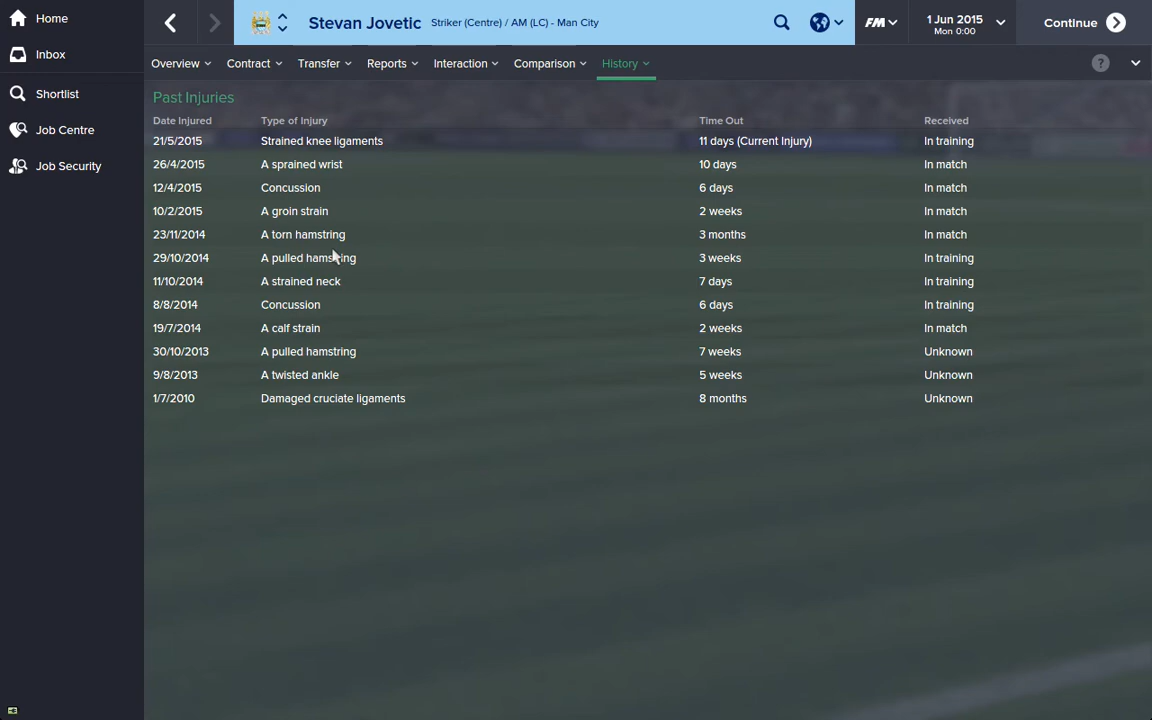 Home
Inbox
Shortlist
Job Centre
Job Security
Stevan Jovetic Striker (Centre) / AM (LC) - Man City
FM
1 Jun 2015
Mon 0:00
Continue
Overview Contract Transfer Reports Interaction Comparison History ?
Past Injuries
Date Injured Type of Injury Time Out Received
21/5/2015 Strained knee ligaments 11 days (Current Injury) In training
26/4/2015 A sprained wrist 10 days In match
12/4/2015 Concussion 6 days In match
10/2/2015 A groin strain 2 weeks In match
23/11/2014 A torn hamstring 3 months In match
29/10/2014 A pulled hamstring 3 weeks In training
11/10/2014 A strained neck 7 days In training
8/8/2014 Concussion 6 days In training
19/7/2014 A calf strain 2 weeks In match
30/10/2013 A pulled hamstring 7 weeks Unknown
9/8/2013 A twisted ankle 5 weeks Unknown
1/7/2010 Damaged cruciate ligaments 8 months Unknown